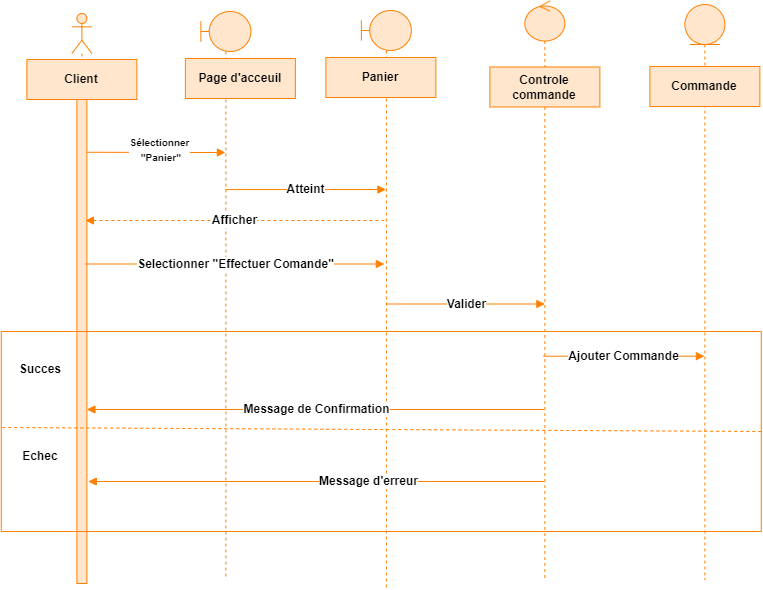 Client
Page d'acceuil
Panier
Controle
commande
Commande
Sélectionner
"Panier"
Atteint
Afficher
Selectionner "Effectuer Comande"
Valider
Succes
Ajouter Commande
Message de Confirmation
Echec
Message d'erreur